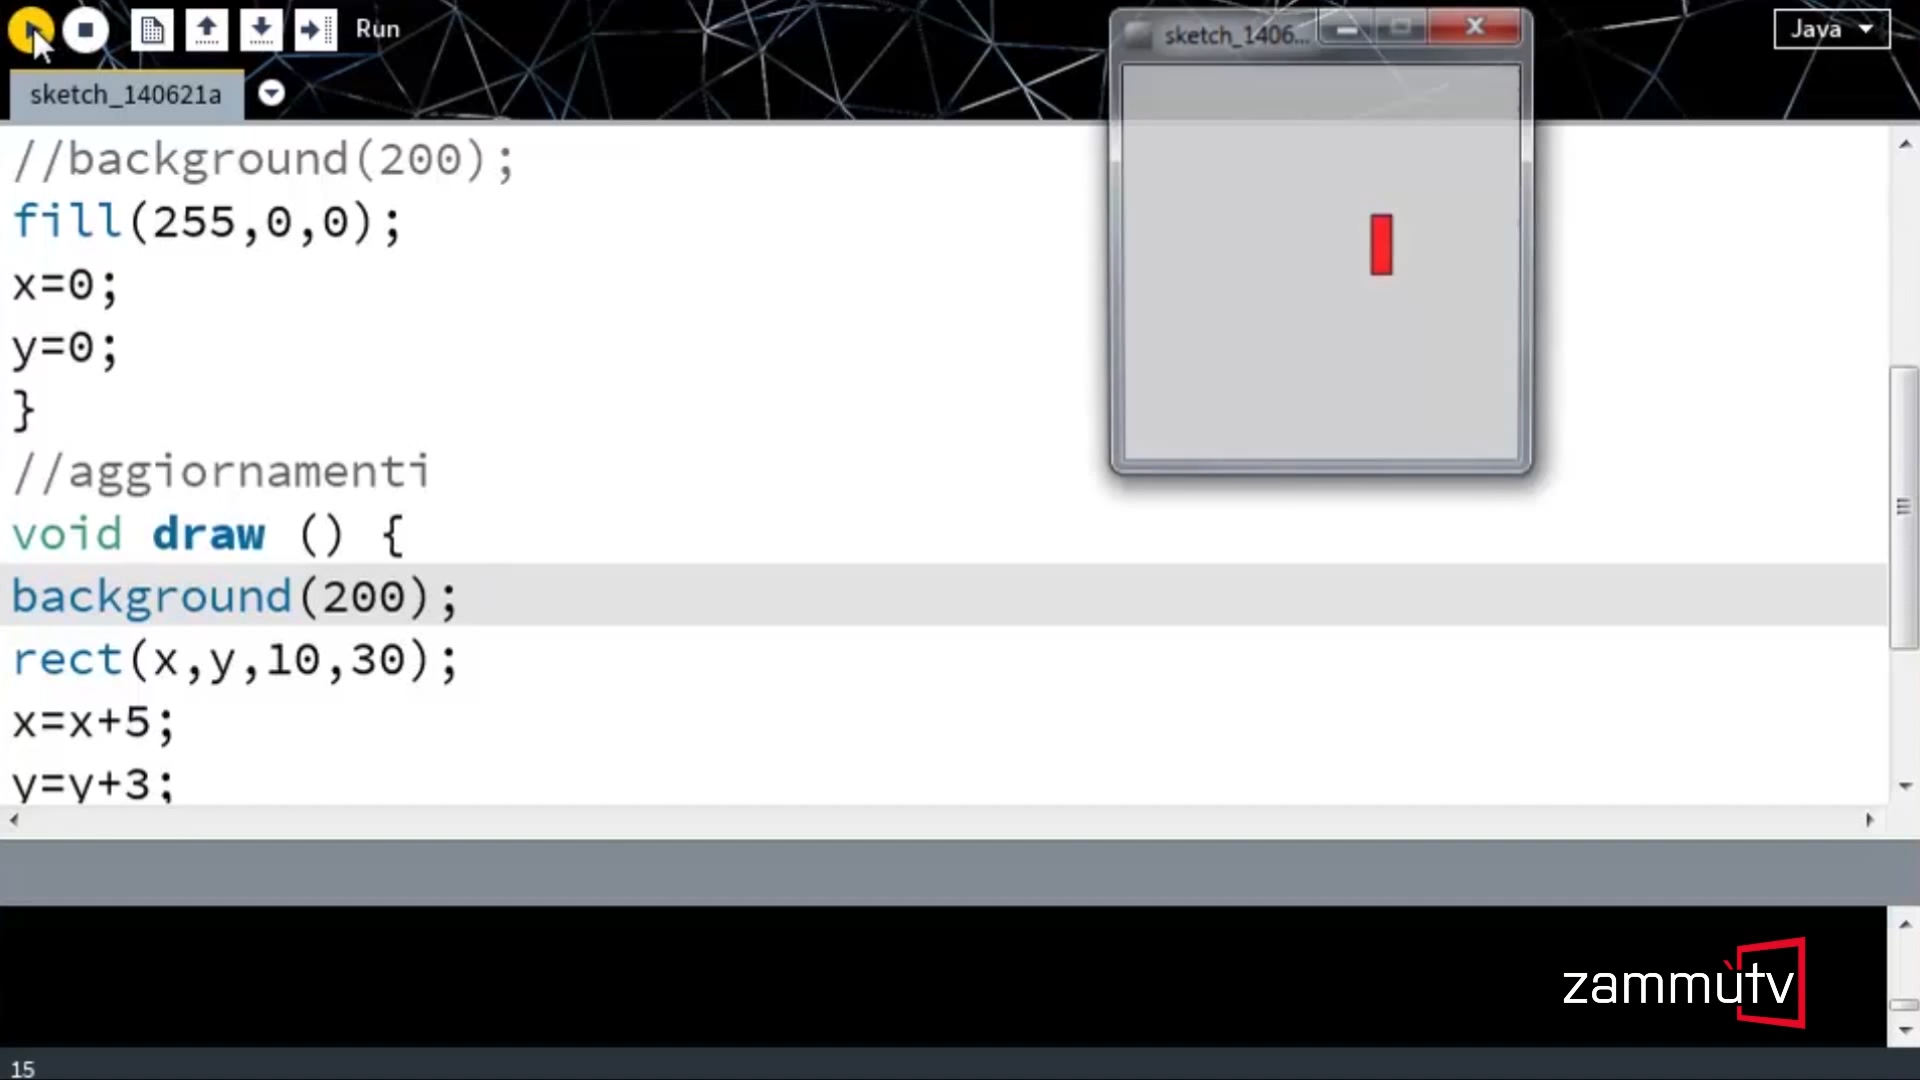 Run
Java
sketch_140621a
sketch_1406...
//background(200);
fill(255,0,0);
x=0;
y=0;
}
//aggiornamenti
void draw () {
background(200);
rect(x,y,10,30);
x=x+5;
y=y+3;
zammùtv
15